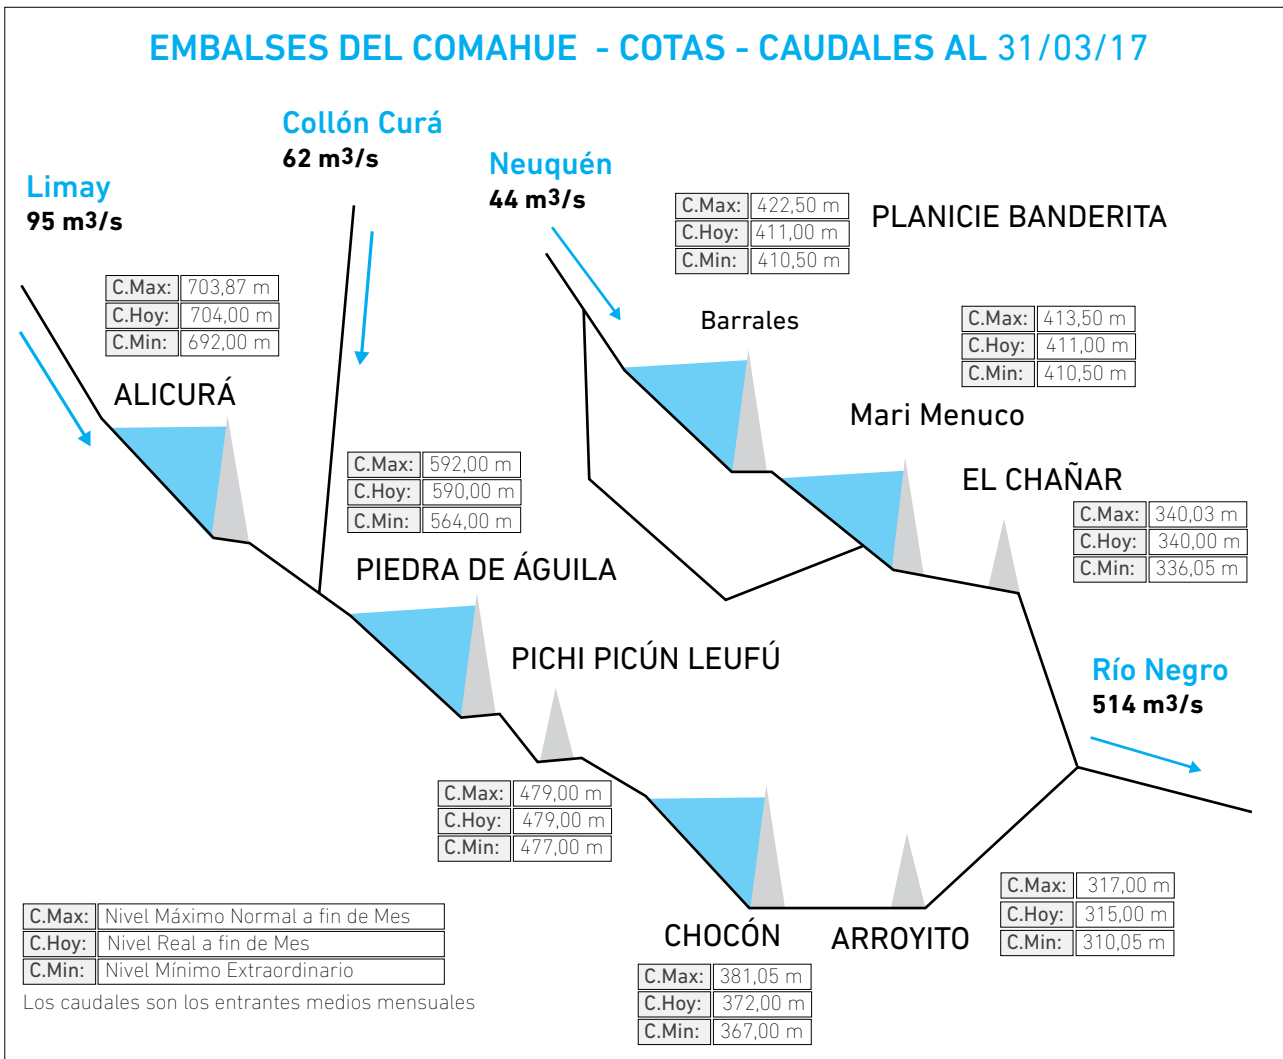 EMBALSES DEL COMAHUE - COTAS - CAUDALES AL 31/03/17
Collón Curá
62 m3/s
Neuquén
44 m3/s
Limay
95 m3/s
C.Max: 422,50 m
C.Hoy: 411,00 m
C.Min: 410,50 m
PLANICIE BANDERITA
C.Max: 703,87 m
C.Hoy: 704,00 m
C.Min: 692,00 m
ALICURÁ
Barrales
C.Max: 413,50 m
C.Hoy: 411,00 m
C.Min: 410,50 m
Mari Menuco
C.Max: 592,00 m
C.Hoy: 590,00 m
C.Min: 564,00 m
PIEDRA DE ÁGUILA
EL CHAÑAR
C.Max: 340,03 m
C.Hoy: 340,00 m
C.Min: 336,05 m
PICHI PICÚN LEUFÚ
Río Negro
514 m3/s
C.Max: 479,00 m
C.Hoy: 479,00 m
C.Min: 477,00 m
C.Max: 317,00 m
C.Hoy: 315,00 m
C.Min: 310,05 m
CHOCÓN
ARROYITO
C.Max: 381,05 m
C.Hoy: 372,00 m
C.Min: 367,00 m
C.Max: Nivel Máximo Normal a fin de Mes
C.Hoy: Nivel Real a fin de Mes
C.Min: Nivel Mínimo Extraordinario
Los caudales son los entrantes medios mensuales